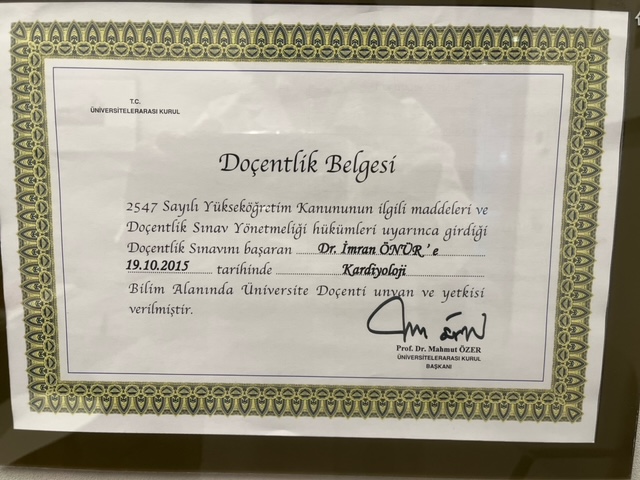 T.C.
ÜNİVERSİTELERARASI KURUL
Doçentlik Belgesi
2547 Sayılı Yükseköğretim Kanununun ilgili maddeleri ve
Doçentlik Sınav Yönetmeliği hükümleri uyarınca girdiği
Doçentlik Sınavını başaran Dr. İmran ÖNÜR 'e
19.10.2015 tarihinde Kardiyoloji
Bilim Alanında Üniversite Doçenti unvan ve yetkisi
verilmiştir.
Prof. Dr. Mahmut ÖZER
ÜNİVERSİTELERARASI KURUL
BAŞKANI